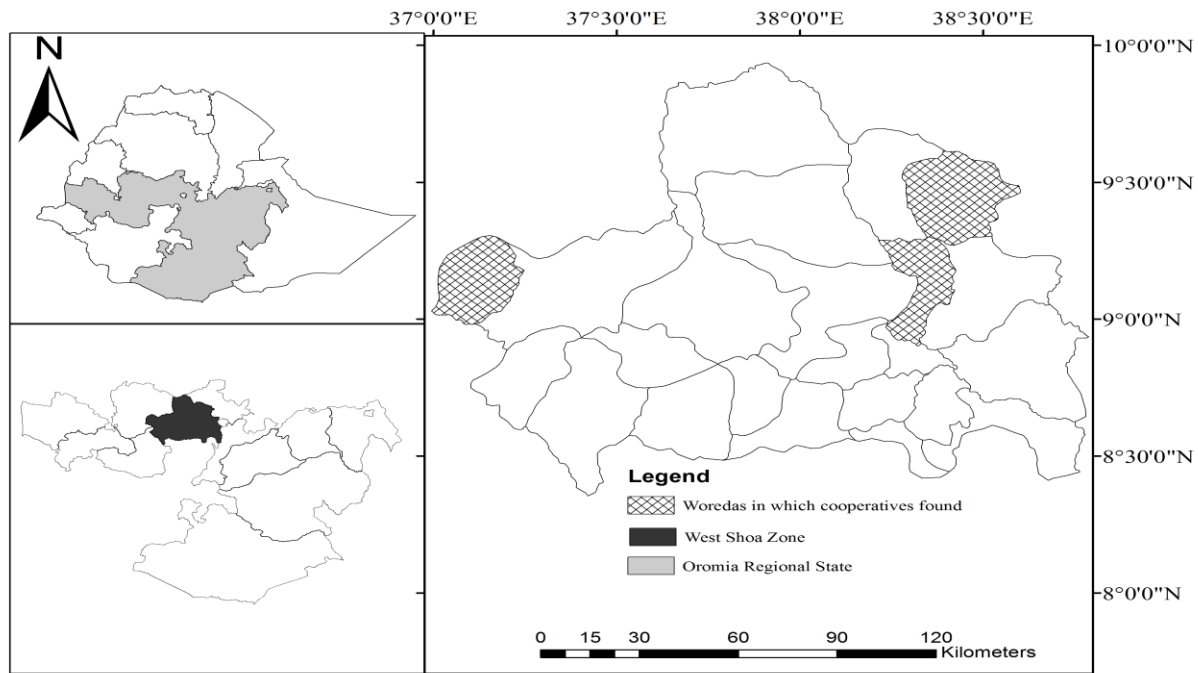 37°0'0"E 37°30'0"E 38°0'0"E 38°30'0"E
N
10°0'0"N
9°30'0"N
9°0'0"N
8°30'0"N
8°0'0"N
Legend
Woredas in which cooperatives found
West Shoa Zone
Oromia Regional State
0 15 30 60 90 120
Kilometers